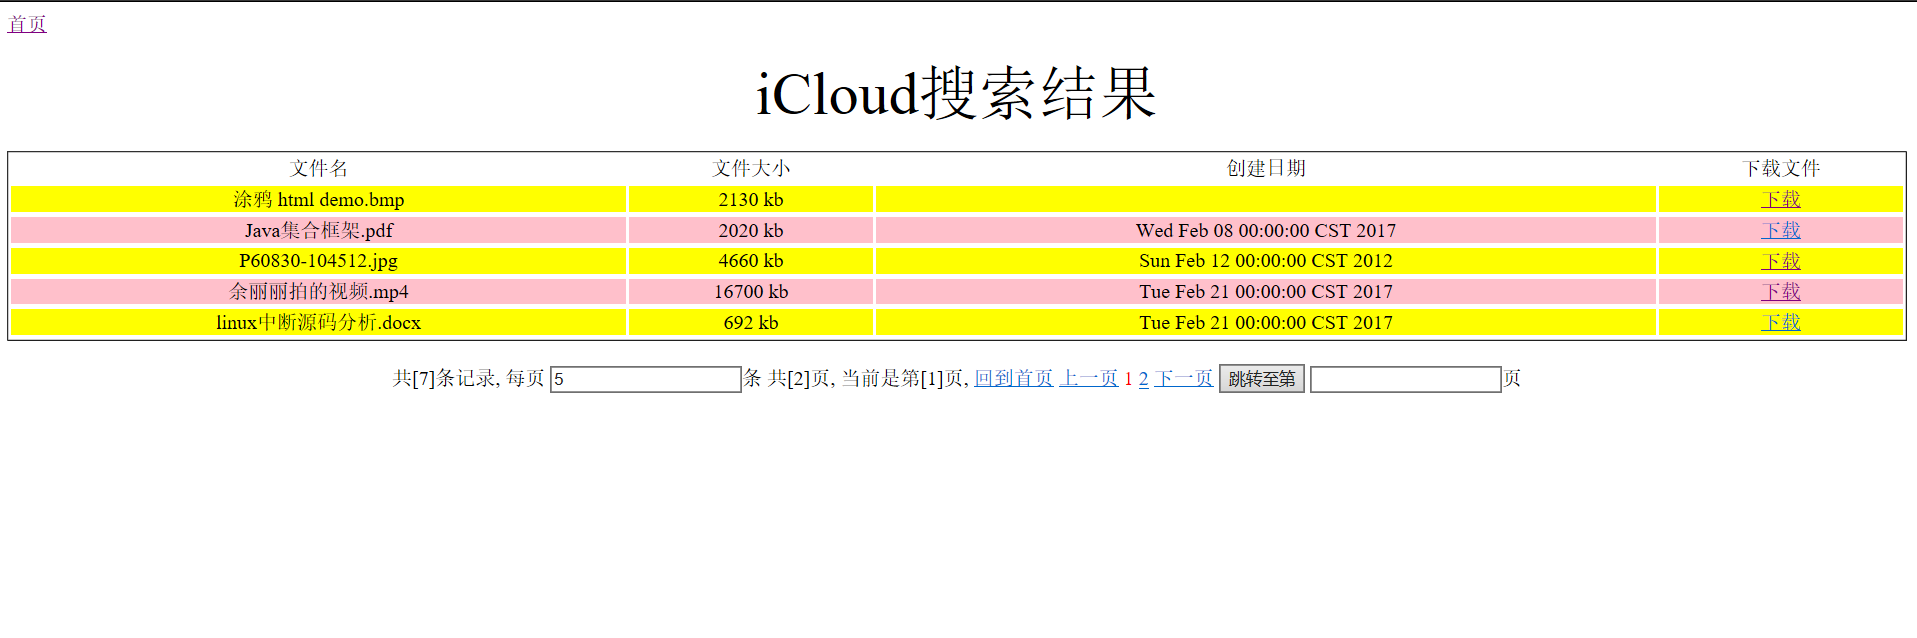 首页
iCloud搜索结果
文件名 文件大小 创建日期 下载文件
涂鸦 html demo.bmp 2130 kb 下载
Java集合框架.pdf 2020 kb Wed Feb 08 00:00:00 CST 2017 下载
P60830-104512.jpg 4660 kb Sun Feb 12 00:00:00 CST 2012 下载
余丽丽拍的视频.mp4 16700 kb Tue Feb 21 00:00:00 CST 2017 下载
linux中断源码分析.docx 692 kb Tue Feb 21 00:00:00 CST 2017 下载
共[7]条记录, 每页 5 条 共[2]页, 当前是第[1]页, 回到首页 上一页 1 2 下一页 跳转至第 页